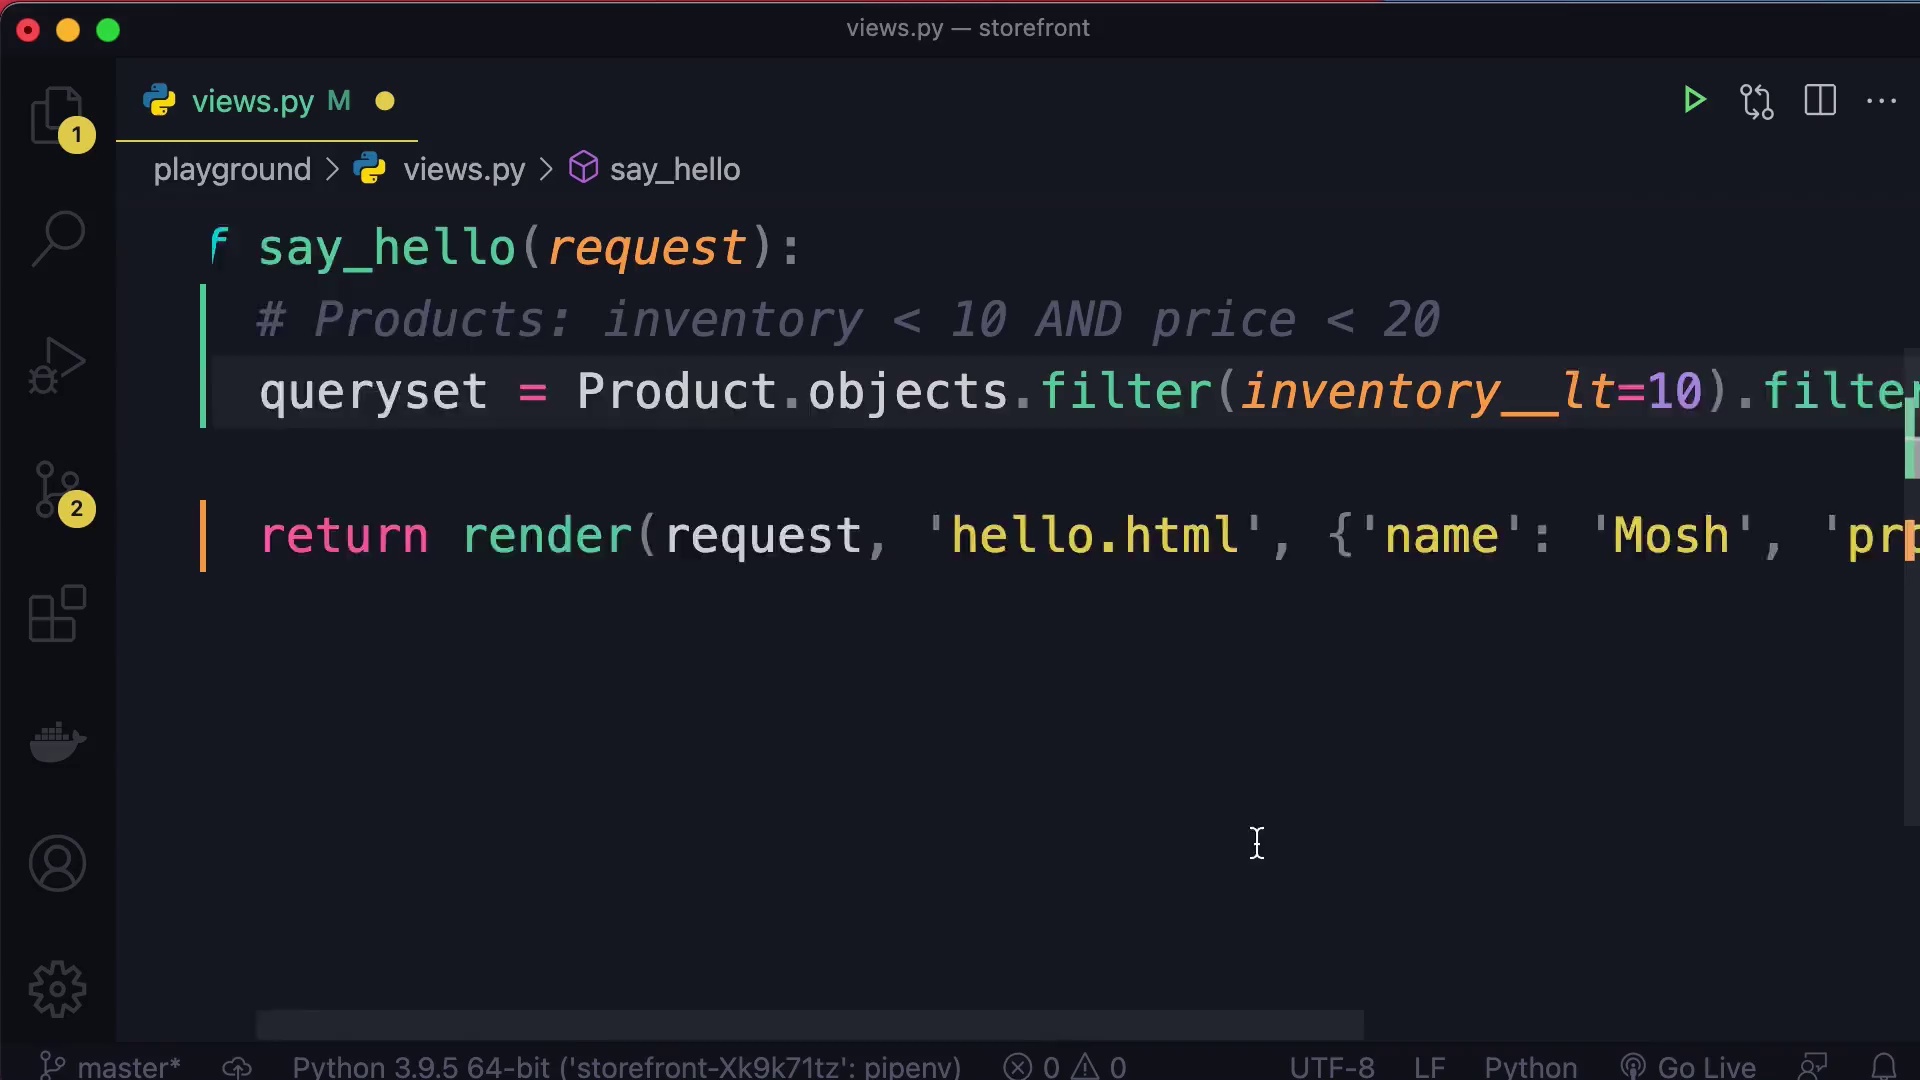 views.py — storefront
views.py M
1
playground > views.py > say_hello
f say_hello(request):
# Products: inventory < 10 AND price < 20
queryset = Product.objects.filter(inventory__lt=10).filter
2
return render(request, 'hello.html', {'name': 'Mosh', 'pr
master* Python 3.9.5 64-bit ('storefront-Xk9k71tz': pipenv) 0 0 UTF-8 LF Python Go Live